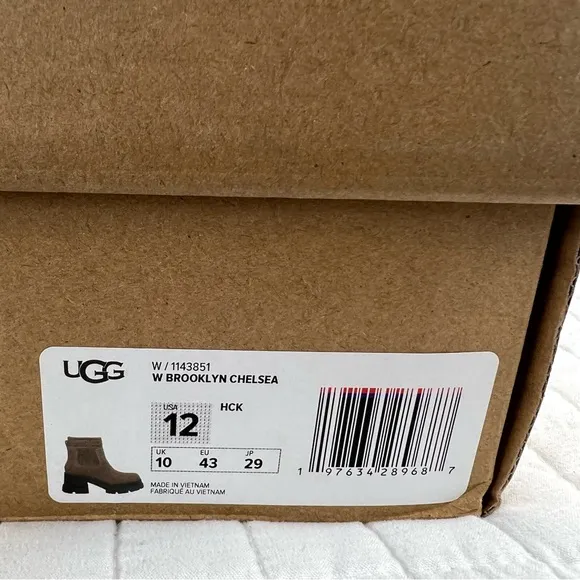 UGG
W / 1143851
W BROOKLYN CHELSEA
USA
12
HCK
UK EU JP
10 43 29
MADE IN VIETNAM
FABRIQUÉ AU VIETNAM
1 97634 28968 7